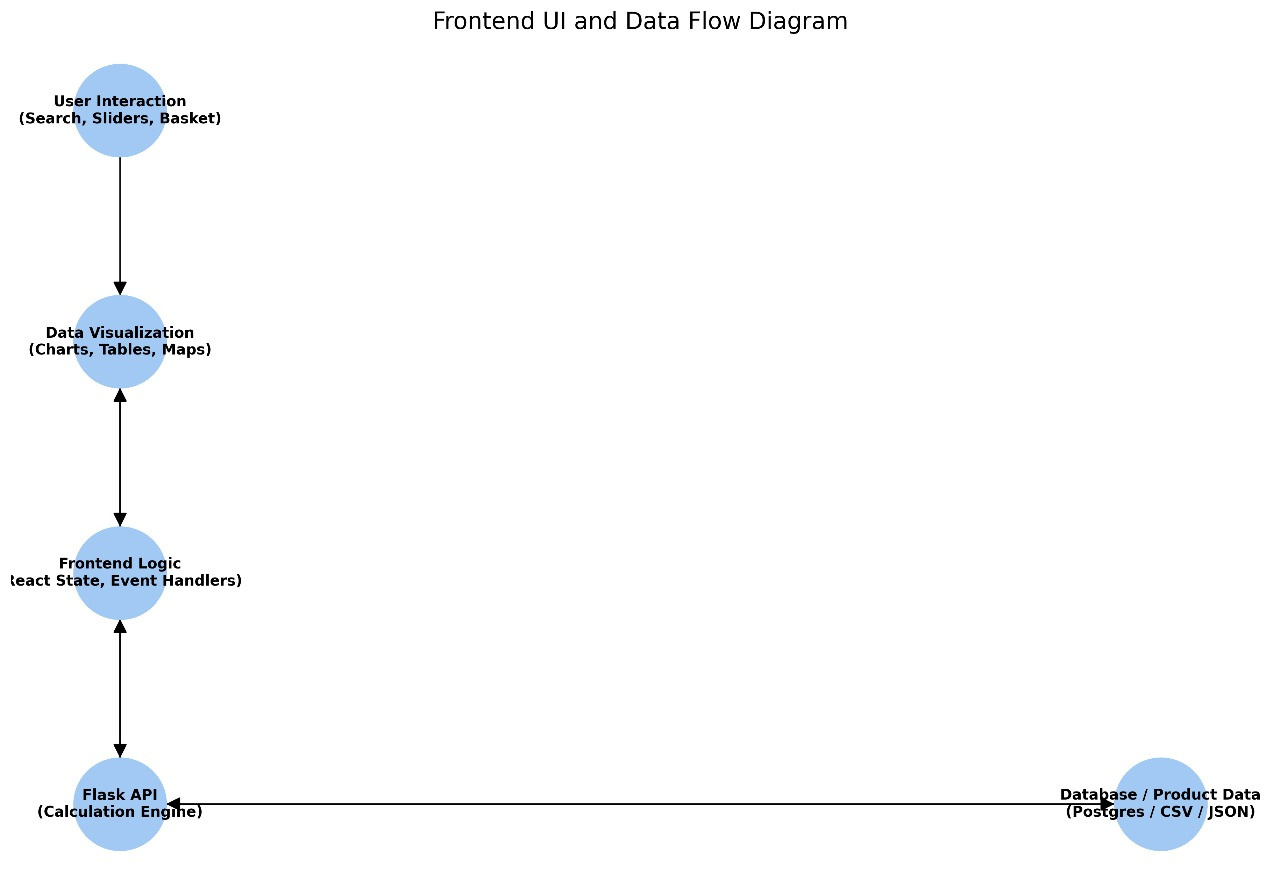 Frontend UI and Data Flow Diagram
User Interaction
(Search, Sliders, Basket)
Data Visualization
(Charts, Tables, Maps)
Frontend Logic
React State, Event Handlers)
Flask API
(Calculation Engine)
Database / Product Data
(Postgres / CSV / JSON)